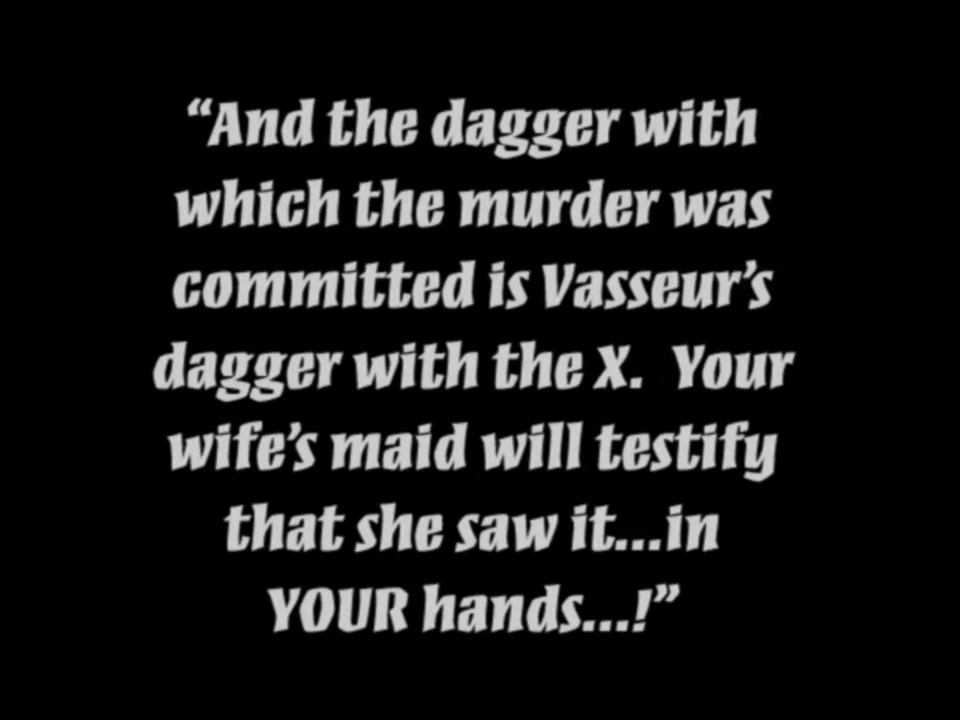 “And the dagger with
which the murder was
committed is Vasseur’s
dagger with the X.  Your
wife’s maid will testify
that she saw it...in
YOUR hands...!”